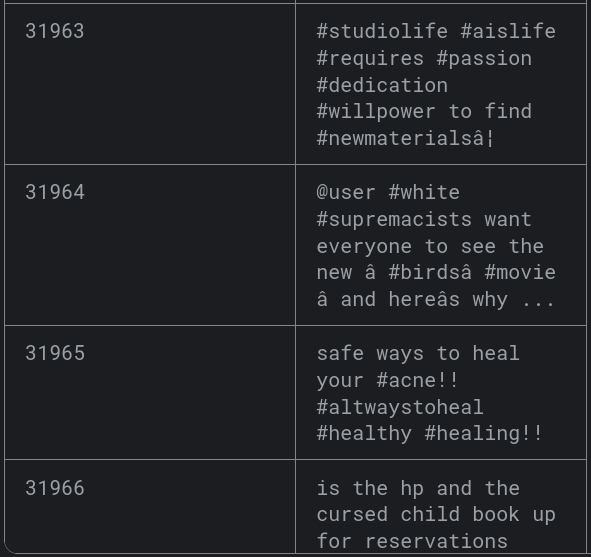 31963
#studiolife #aislife
#requires #passion
#dedication
#willpower to find
#newmaterialsâ¦
31964
@user #white
#supremacists want
everyone to see the
new â #birdsâ #movie
â and hereâs why ...
31965
safe ways to heal
your #acne!!
#altwaystoheal
#healthy #healing!!
31966
is the hp and the
cursed child book up
for reservations